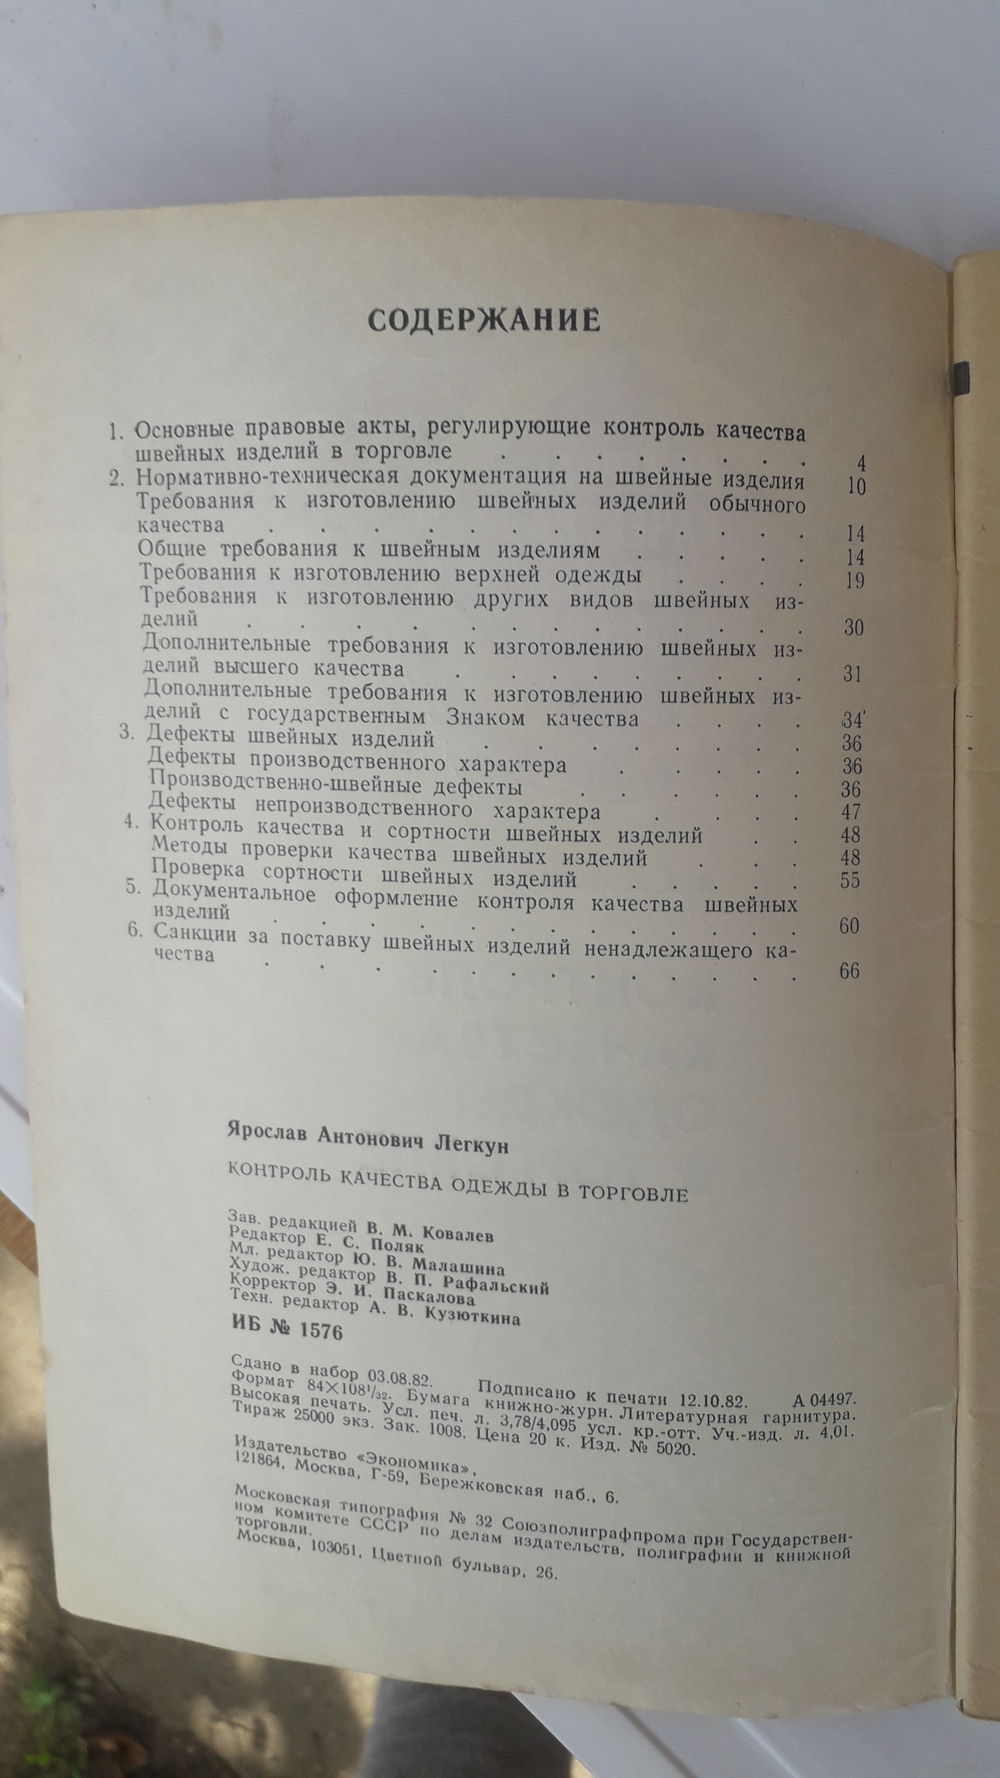 СОДЕРЖАНИЕ
1. Основные правовые акты, регулирующие контроль качества
швейных изделий в торговле . . . . . . . 4
2. Нормативно-техническая документация на швейные изделия 10
Требования к изготовлению швейных изделий обычного
качества . . . . . . . . . . 14
Общие требования к швейным изделиям . . . . 14
Требования к изготовлению верхней одежды . . . . 19
Требования к изготовлению других видов швейных из-
делий . . . . . . . . . . . 30
Дополнительные требования к изготовлению швейных из-
делий высшего качества . . . . . . . 31
Дополнительные требования к изготовлению швейных из-
делий с государственным Знаком качества . . . . 34
3. Дефекты швейных изделий . . . . . . . 36
Дефекты производственного характера . . . . . 36
Производственно-швейные дефекты . . . . . 36
Дефекты непроизводственного характера . . . . 47
4. Контроль качества и сортности швейных изделий . . 48
Методы проверки качества швейных изделий . . . 48
Проверка сортности швейных изделий . . . . . 55
5. Документальное оформление контроля качества швейных
изделий . . . . . . . . . . 60
6. Санкции за поставку швейных изделий ненадлежащего ка-
чества . . . . . . . . . . . 66
Ярослав Антонович Легкун
КОНТРОЛЬ КАЧЕСТВА ОДЕЖДЫ В ТОРГОВЛЕ
Зав. редакцией В. М. Ковалев
Редактор Е. С. Поляк
Мл. редактор Ю. В. Малашина
Худож. редактор В. П. Рафальский
Корректор Э. И. Паскалова
Техн. редактор А. В. Кузюткина
ИБ № 1576
Сдано в набор 03.08.82. Подписано к печати 12.10.82. А 04497.
Формат 84×108¹/₃₂. Бумага книжно-журн. Литературная гарнитура.
Высокая печать. Усл. печ. л. 3,78/4,095 усл. кр.-отт. Уч.-изд. л. 4,01.
Тираж 25000 экз. Зак. 1008. Цена 20 к. Изд. № 5020.
Издательство «Экономика»,
121864, Москва, Г-59, Бережковская наб., 6.
Московская типография № 32 Союзполиграфпрома при Государствен-
ном комитете СССР по делам издательств, полиграфии и книжной
торговли.
Москва, 103051, Цветной бульвар, 26.